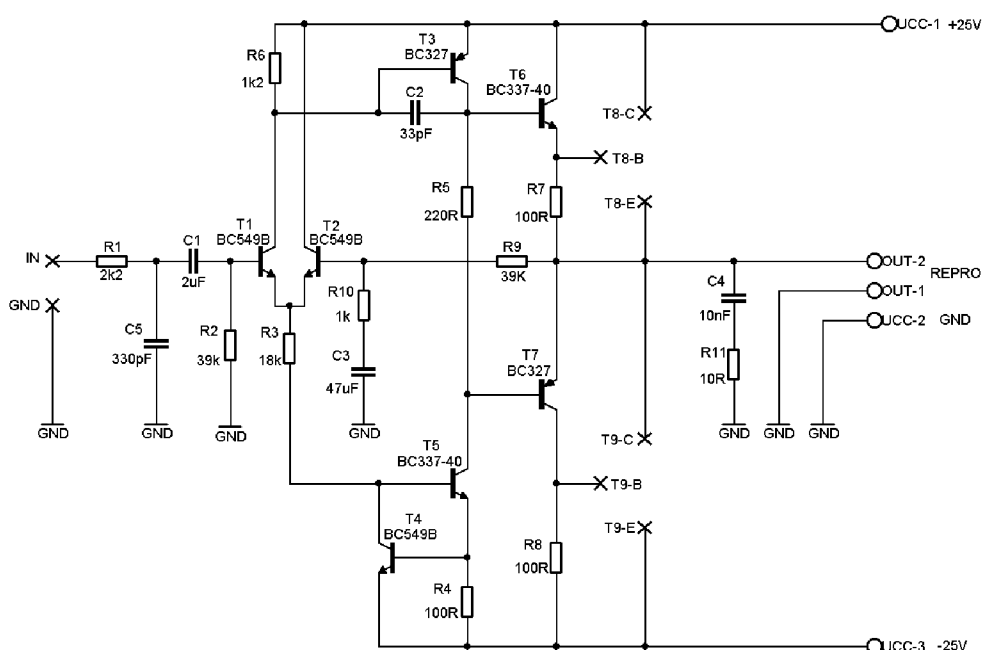 UCC-1 +25V
T3
BC327
R6
1k2
T6
BC337-40
C2
33pF
T8-C
T8-B
R5
220R
R7
100R
T8-E
T1
BC549B
T2
BC549B
IN
R1
2k2
C1
2uF
R9
39K
OUT-2
REPRO
OUT-1
UCC-2 GND
GND
C5
330pF
R2
39k
R3
18k
R10
1k
C3
47uF
C4
10nF
R11
10R
T7
BC327
GND
GND
GND
GND
GND
GND
GND
T9-C
T5
BC337-40
T9-B
T4
BC549B
T9-E
R4
100R
R8
100R
UCC-3 -25V